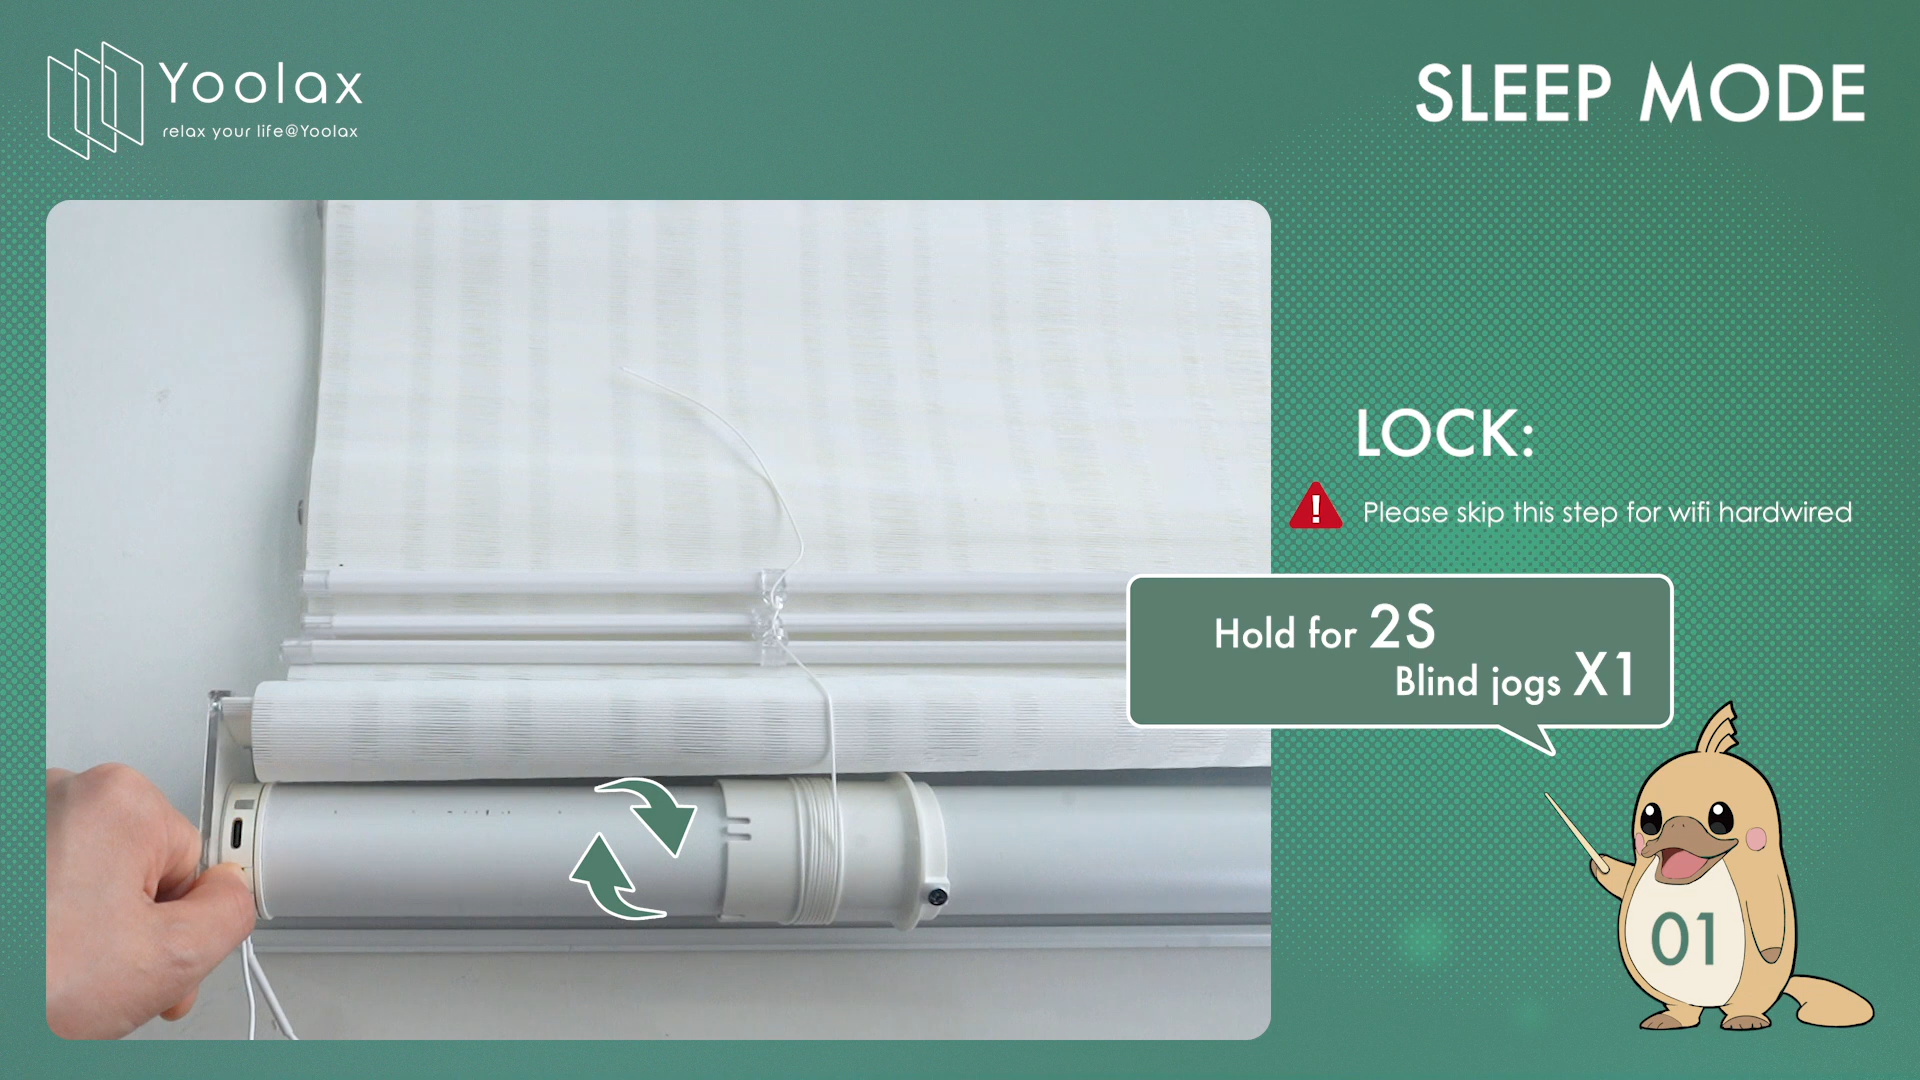 Yoolax
relax your life@Yoolax
SLEEP MODE
LOCK:
Please skip this step for wifi hardwired
Hold for 2S
Blind jogs X1
01